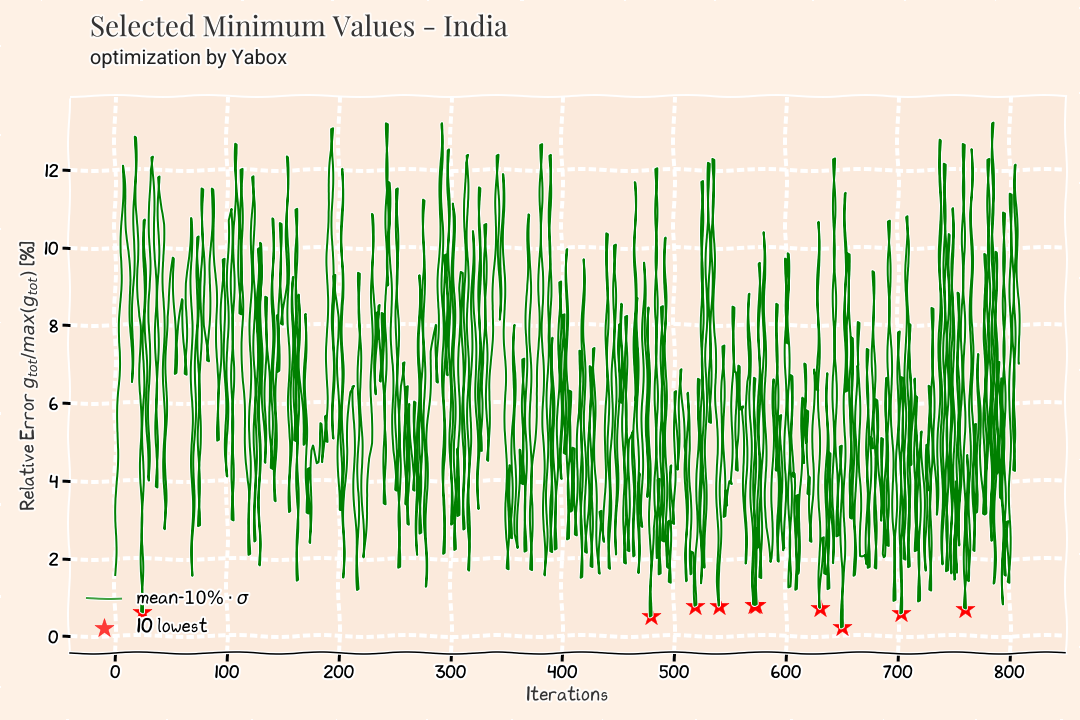 Selected Minimum Values - India
optimization by Yabox
Relative Error g_tot/max(g_tot) [%]
12
10
8
6
4
2
0
mean-10% · σ
10 lowest
0 100 200 300 400 500 600 700 800
Iterations